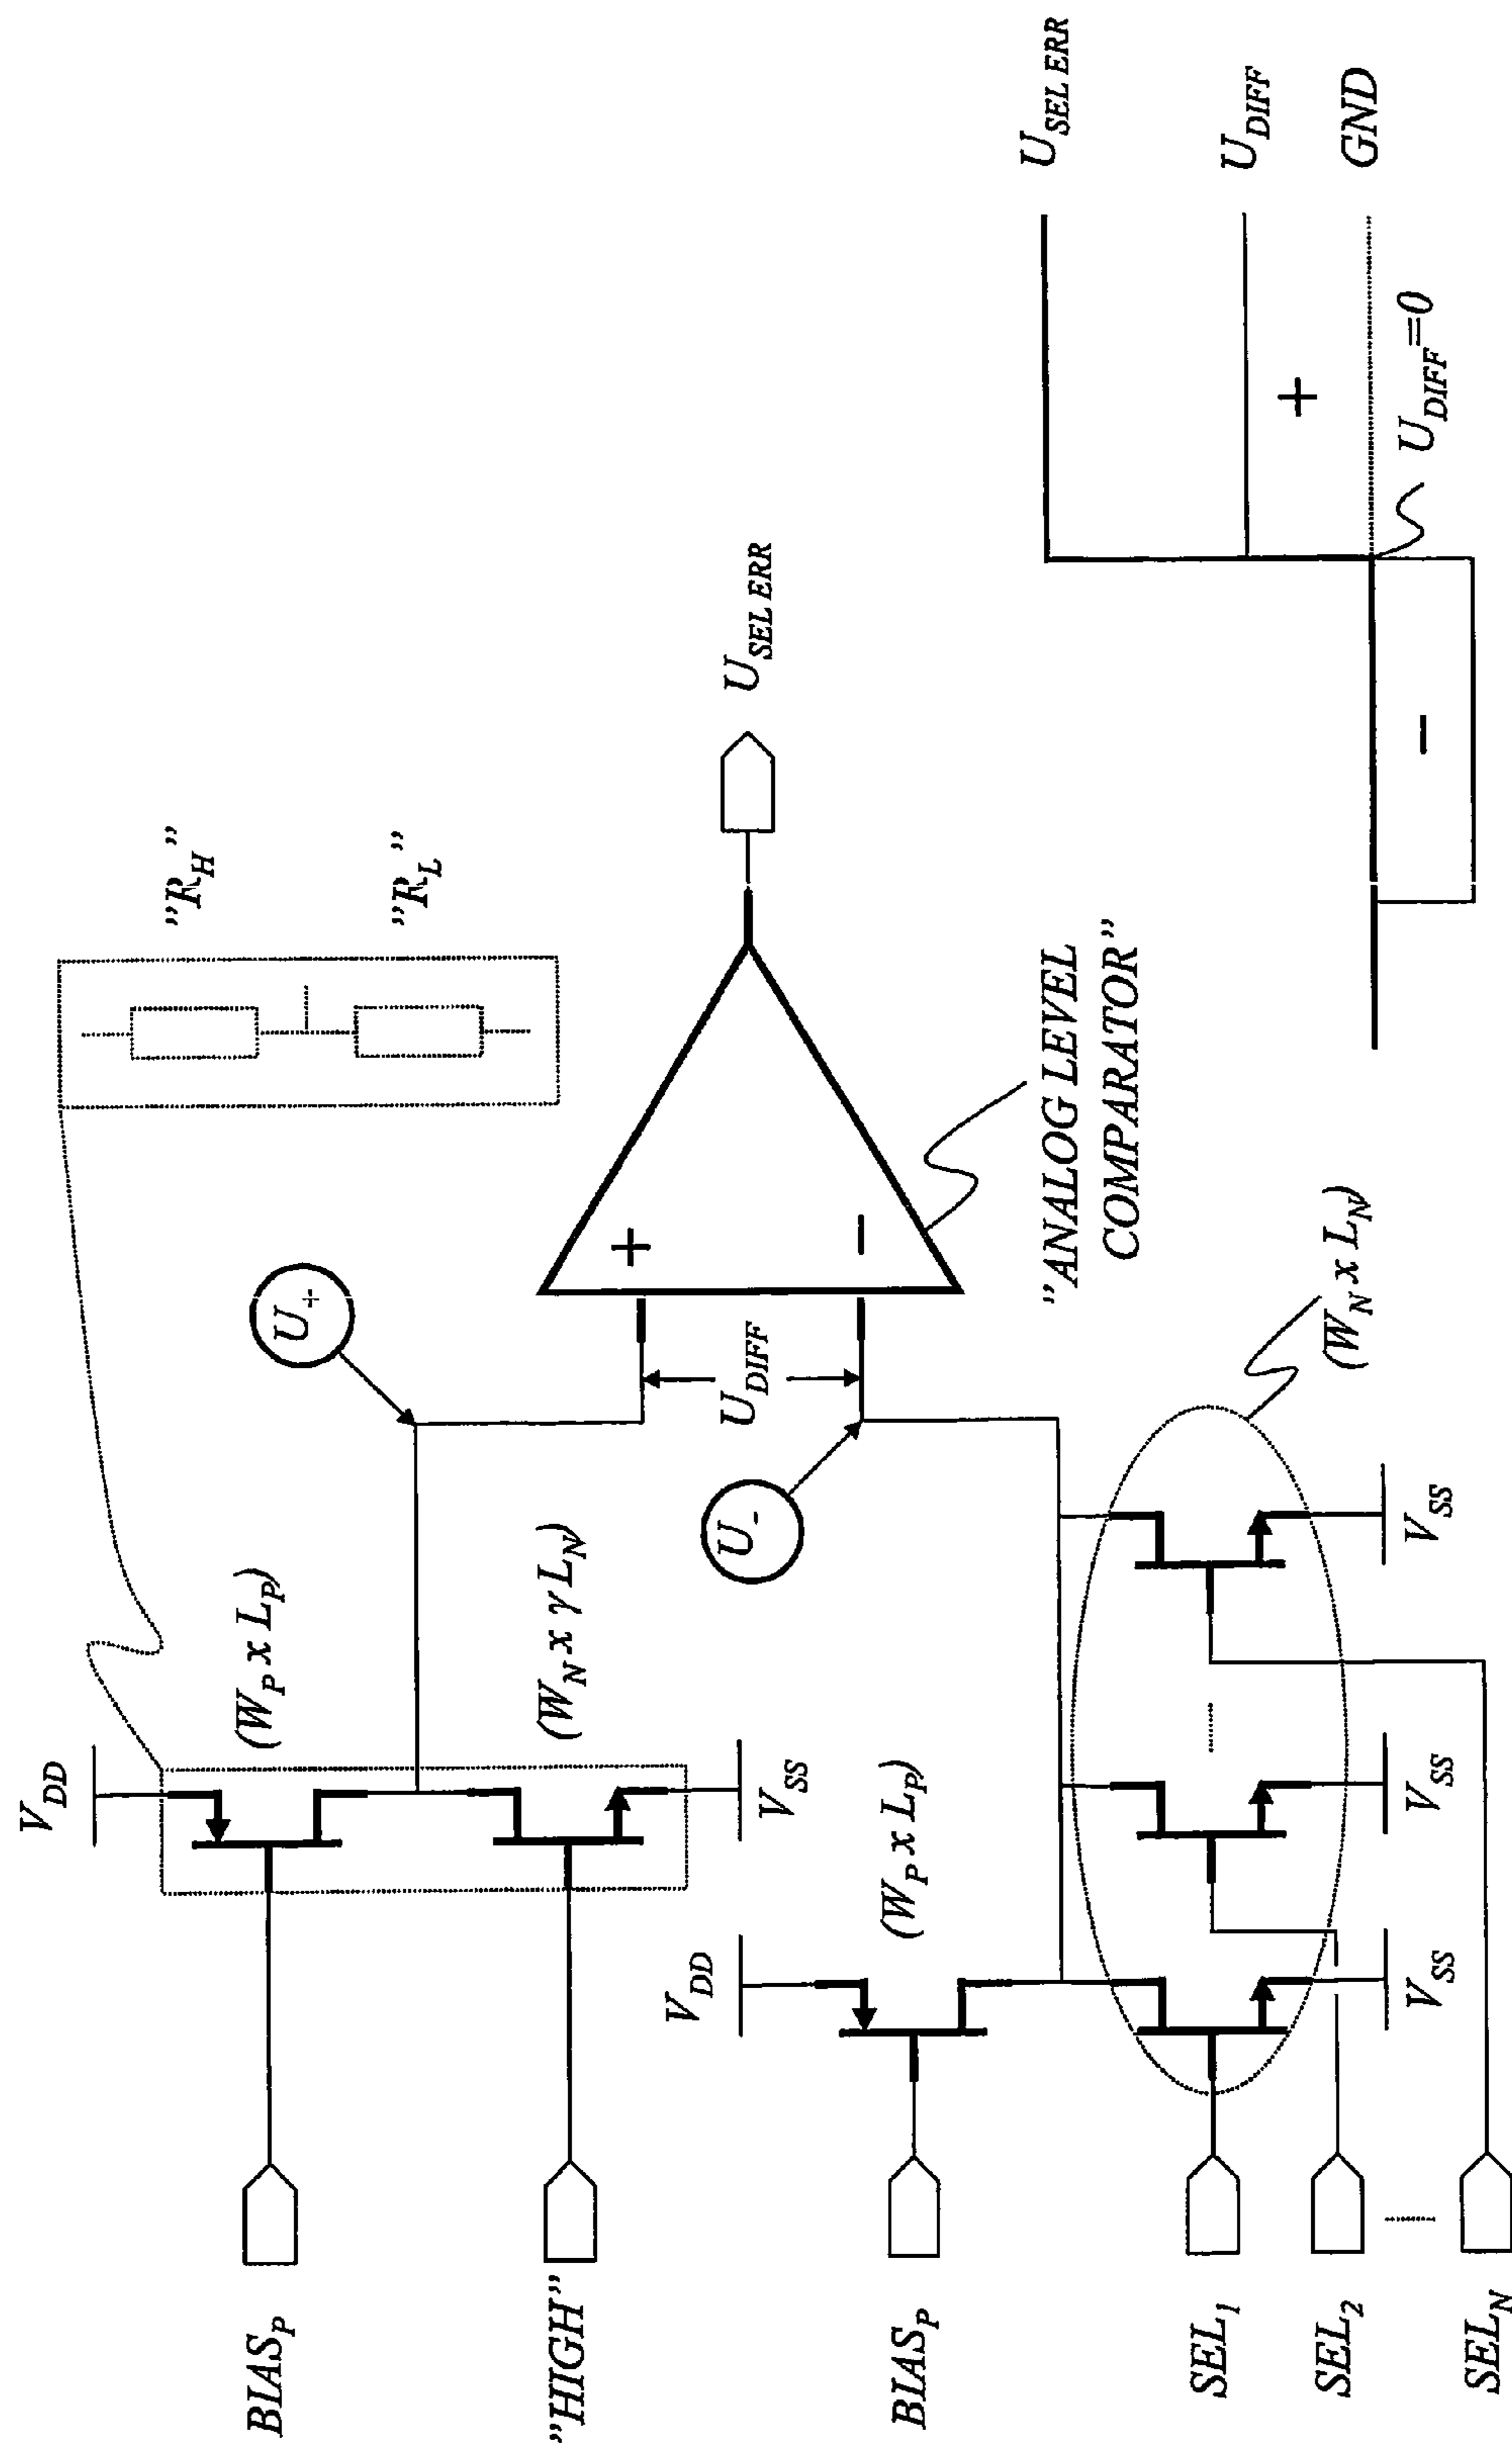 V_DD
"R_H"
BIAS_P
(W_P x L_P)
U_+
"R_L"
"HIGH"
(W_N x γ L_N)
V_SS
+
U_SEL ERR
V_DD
U_DIFF
BIAS_P
(W_P x L_P)
U_-
−
"ANALOG LEVEL
COMPARATOR"
U_SEL ERR
SEL_1
U_DIFF
+
SEL_2
(W_N x L_N)
GND
V_SS
V_SS
V_SS
−
U_DIFF=0
SEL_N